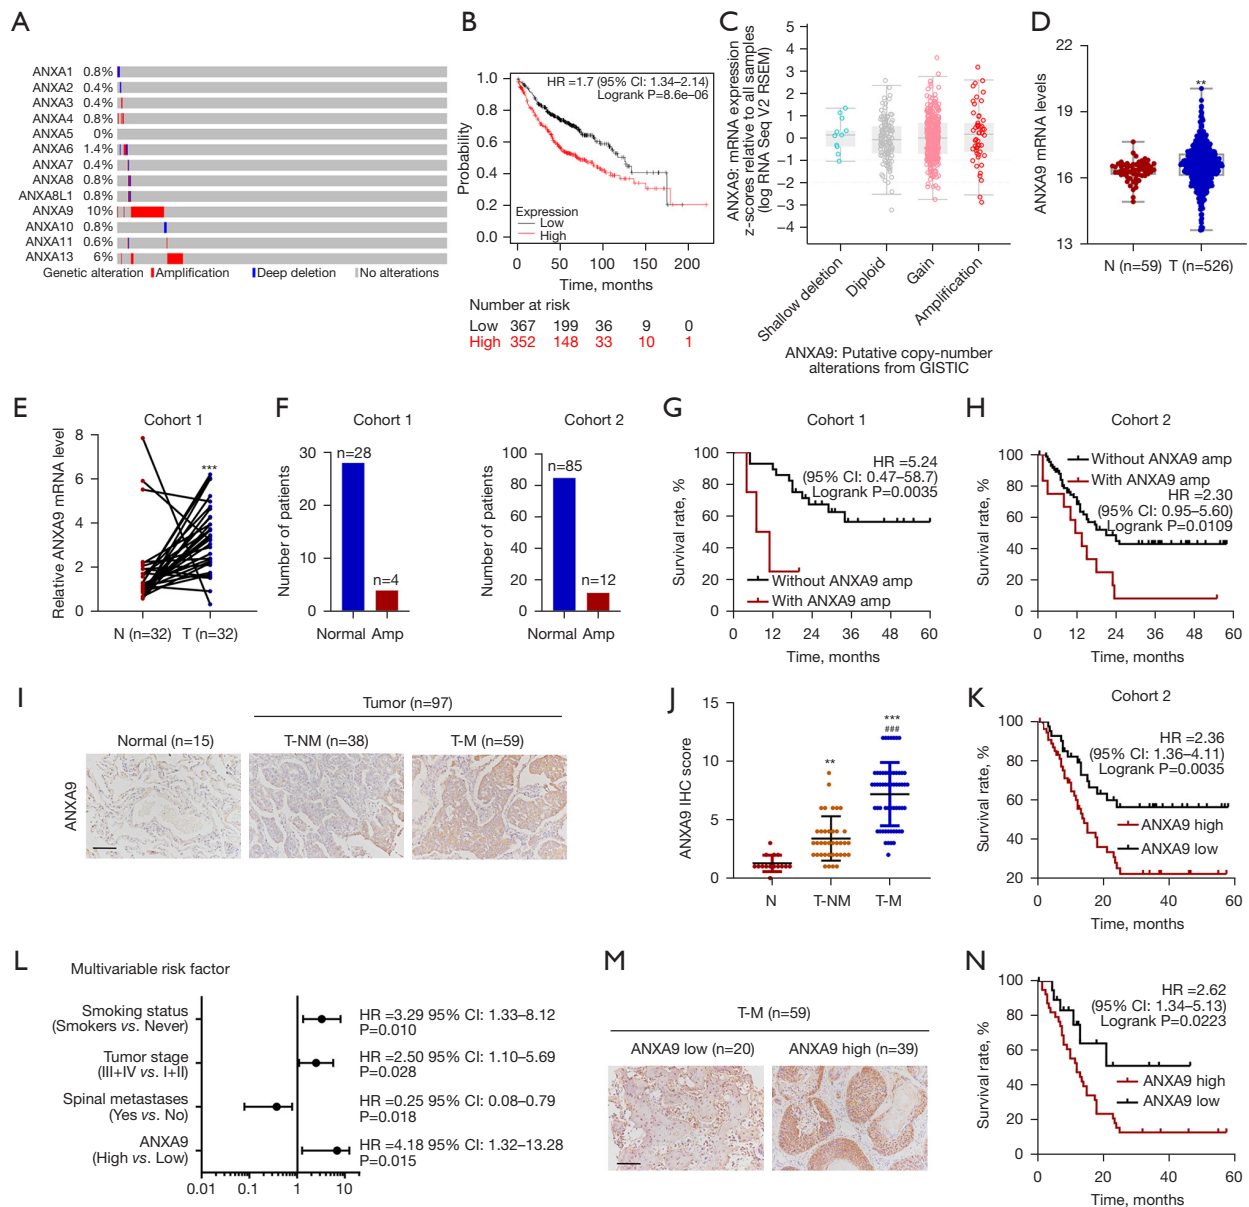 A
ANXA1 0.8%
ANXA2 0.4%
ANXA3 0.4%
ANXA4 0.8%
ANXA5 0%
ANXA6 1.4%
ANXA7 0.4%
ANXA8 0.8%
ANXA8L1 0.8%
ANXA9 10%
ANXA10 0.8%
ANXA11 0.6%
ANXA13 6%
Genetic alteration Amplification Deep deletion No alterations
B
HR =1.7 (95% CI: 1.34–2.14)
Logrank P=8.6e−06
Probability
1.0
0.8
0.6
0.4
0.2
0.0
Expression
Low
High
0 50 100 150 200
Time, months
Number at risk
Low 367 199 36 9 0
High 352 148 33 10 1
C
ANXA9: mRNA expression
z-scores relative to all samples
(log RNA Seq V2 RSEM)
5
4
3
2
1
0
−1
−2
−3
−4
Shallow deletion
Diploid
Gain
Amplification
ANXA9: Putative copy-number
alterations from GISTIC
D
ANXA9 mRNA levels
22
19
16
13
**
N (n=59) T (n=526)
E
Cohort 1
Relative ANXA9 mRNA level
8
6
4
2
0
***
N (n=32) T (n=32)
F
Cohort 1
Number of patients
30
20
10
0
n=28
n=4
Normal Amp
Cohort 2
Number of patients
100
80
60
40
20
0
n=85
n=12
Normal Amp
G
Cohort 1
Survival rate, %
100
80
60
40
20
0
HR =5.24
(95% CI: 0.47–58.7)
Logrank P=0.0035
Without ANXA9 amp
With ANXA9 amp
0 12 24 36 48 60
Time, months
H
Cohort 2
Survival rate, %
100
80
60
40
20
0
Without ANXA9 amp
With ANXA9 amp
HR =2.30
(95% CI: 0.95–5.60)
Logrank P=0.0109
0 12 24 36 48 60
Time, months
I
Tumor (n=97)
Normal (n=15) T-NM (n=38) T-M (n=59)
ANXA9
J
ANXA9 IHC score
15
10
5
0
**
***
###
N T-NM T-M
K
Cohort 2
Survival rate, %
100
80
60
40
20
HR =2.36
(95% CI: 1.36–4.11)
Logrank P=0.0035
ANXA9 high
ANXA9 low
0 20 40 60
Time, months
L
Multivariable risk factor
Smoking status
(Smokers vs. Never)
HR =3.29 95% CI: 1.33–8.12
P=0.010
Tumor stage
(III+IV vs. I+II)
HR =2.50 95% CI: 1.10–5.69
P=0.028
Spinal metastases
(Yes vs. No)
HR =0.25 95% CI: 0.08–0.79
P=0.018
ANXA9
(High vs. Low)
HR =4.18 95% CI: 1.32–13.28
P=0.015
0.01 0.1 1 10
M
T-M (n=59)
ANXA9 low (n=20) ANXA9 high (n=39)
N
Survival rate, %
100
80
60
40
20
0
HR =2.62
(95% CI: 1.34–5.13)
Logrank P=0.0223
ANXA9 high
ANXA9 low
0 20 40 60
Time, months